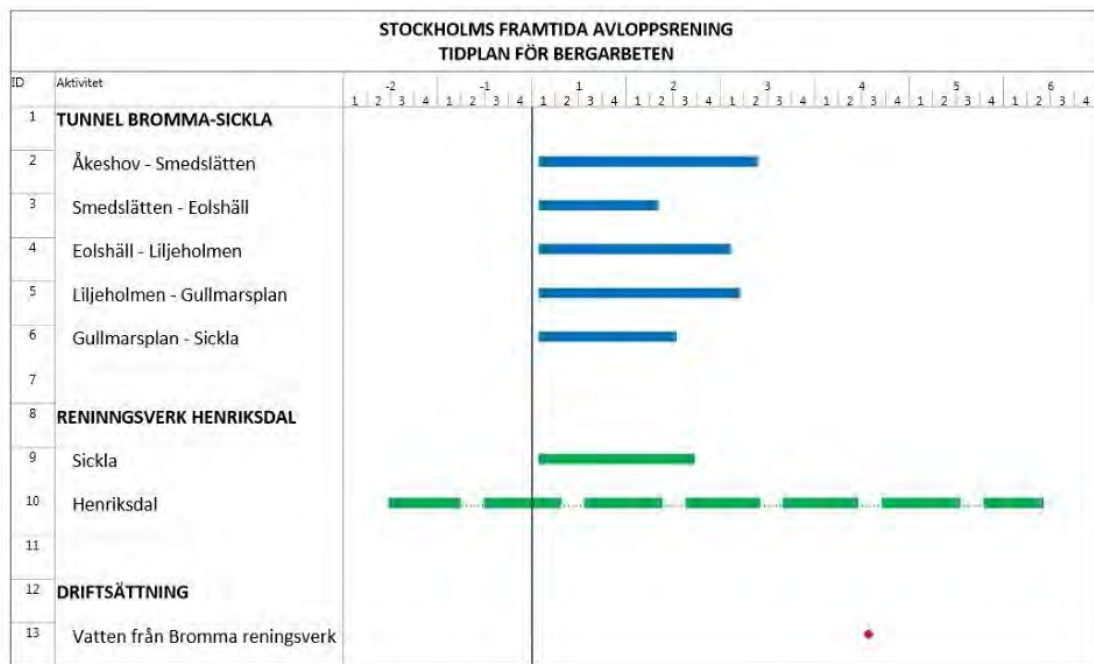 STOCKHOLMS FRAMTIDA AVLOPPSRENING
TIDPLAN FÖR BERGARBETEN
ID Aktivitet -2 -1 1 2 3 4 5 6
1 2 3 4 1 2 3 4 1 2 3 4 1 2 3 4 1 2 3 4 1 2 3 4 1 2 3 4 1 2 3 4
1 TUNNEL BROMMA-SICKLA
2 Åkeshov - Smedslätten
3 Smedslätten - Eolshäll
4 Eolshäll - Liljeholmen
5 Liljeholmen - Gullmarsplan
6 Gullmarsplan - Sickla
7
8 RENINNGSVERK HENRIKSDAL
9 Sickla
10 Henriksdal
11
12 DRIFTSÄTTNING
13 Vatten från Bromma reningsverk